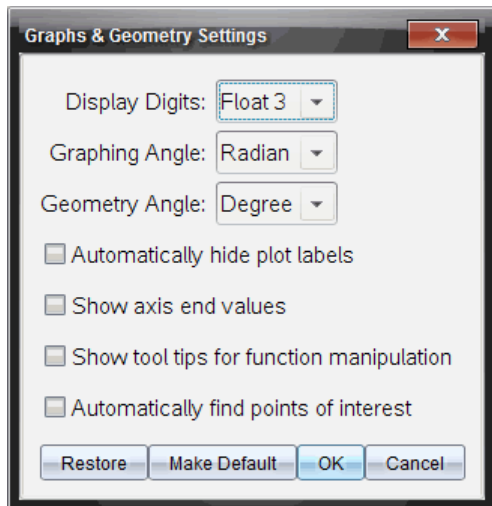 Graphs & Geometry Settings
Display Digits: Float 3
Graphing Angle: Radian
Geometry Angle: Degree
Automatically hide plot labels
Show axis end values
Show tool tips for function manipulation
Automatically find points of interest
Restore Make Default OK Cancel